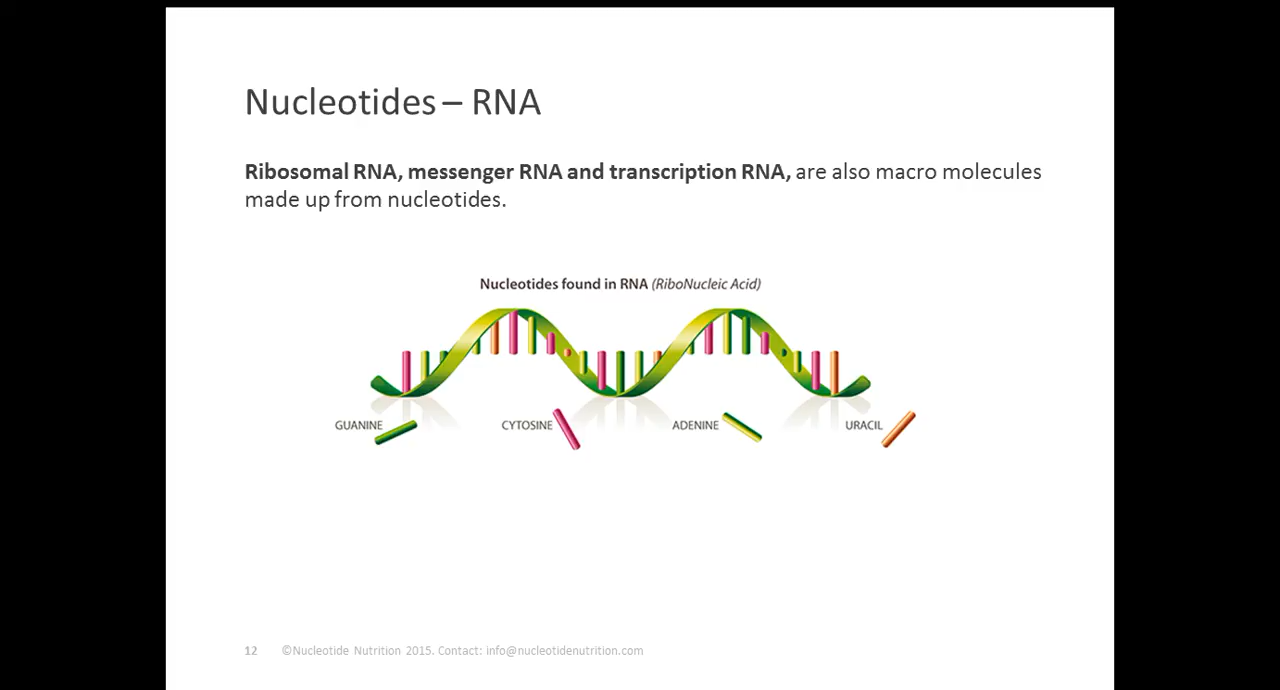 Nucleotides – RNA
Ribosomal RNA, messenger RNA and transcription RNA, are also macro molecules
made up from nucleotides.
Nucleotides found in RNA (RiboNucleic Acid)
GUANINE CYTOSINE ADENINE URACIL
12 ©Nucleotide Nutrition 2015. Contact: info@nucleotidenutrition.com